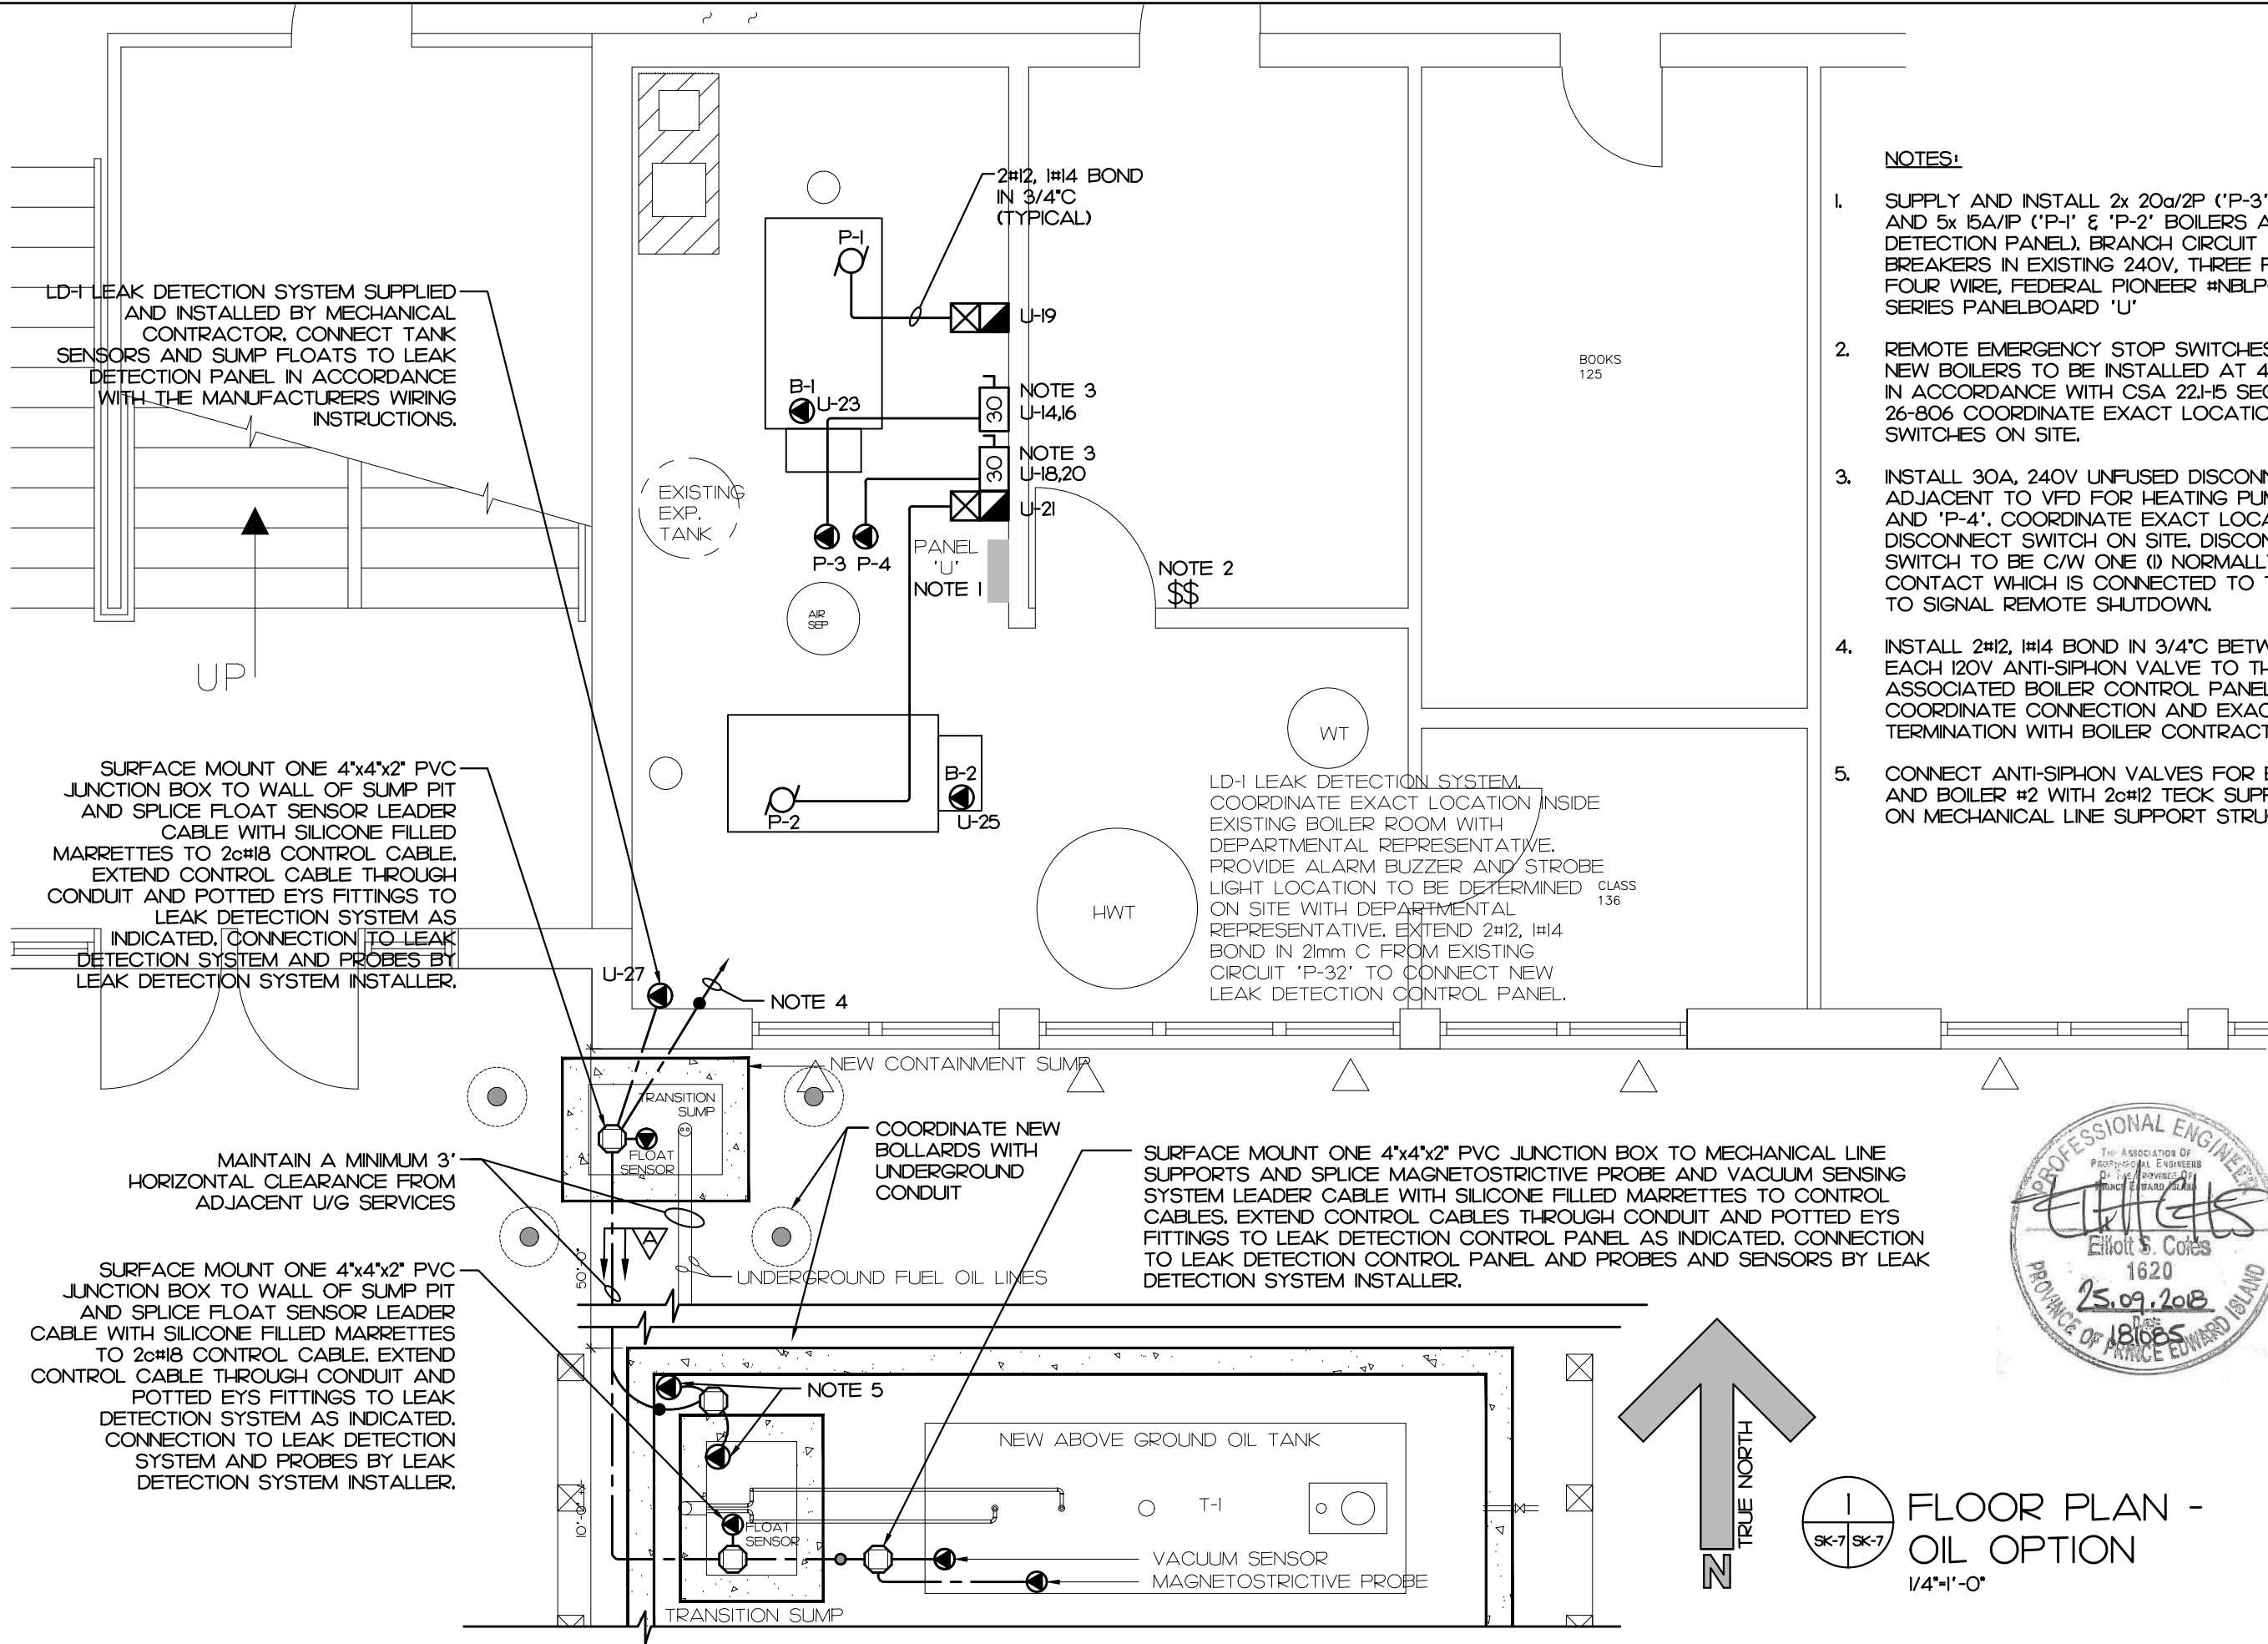 2#12, 1#14 BOND
IN 3/4"C
(TYPICAL)
P-1
U-19
LD-1 LEAK DETECTION SYSTEM SUPPLIED
AND INSTALLED BY MECHANICAL
CONTRACTOR. CONNECT TANK
SENSORS AND SUMP FLOATS TO LEAK
DETECTION PANEL IN ACCORDANCE
WITH THE MANUFACTURERS WIRING
INSTRUCTIONS.
B-1
U-23
30
NOTE 3
U-14,16
30
NOTE 3
U-18,20
U-21
EXISTING
EXP.
TANK
P-3 P-4
PANEL
'U'
NOTE 1
NOTE 2
$$
AIR
SEP
BOOKS
125
UP
WT
B-2
U-25
P-2
HWT
CLASS
136
SURFACE MOUNT ONE 4"x4"x2" PVC
JUNCTION BOX TO WALL OF SUMP PIT
AND SPLICE FLOAT SENSOR LEADER
CABLE WITH SILICONE FILLED
MARRETTES TO 2c#18 CONTROL CABLE.
EXTEND CONTROL CABLE THROUGH
CONDUIT AND POTTED EYS FITTINGS TO
LEAK DETECTION SYSTEM AS
INDICATED. CONNECTION TO LEAK
DETECTION SYSTEM AND PROBES BY
LEAK DETECTION SYSTEM INSTALLER.
LD-1 LEAK DETECTION SYSTEM.
COORDINATE EXACT LOCATION INSIDE
EXISTING BOILER ROOM WITH
DEPARTMENTAL REPRESENTATIVE.
PROVIDE ALARM BUZZER AND STROBE
LIGHT LOCATION TO BE DETERMINED
ON SITE WITH DEPARTMENTAL
REPRESENTATIVE. EXTEND 2#12, 1#14
BOND IN 21mm C FROM EXISTING
CIRCUIT 'P-32' TO CONNECT NEW
LEAK DETECTION CONTROL PANEL.
U-27
NOTE 4
NEW CONTAINMENT SUMP
TRANSITION
SUMP
FLOAT
SENSOR
MAINTAIN A MINIMUM 3'
HORIZONTAL CLEARANCE FROM
ADJACENT U/G SERVICES
COORDINATE NEW
BOLLARDS WITH
UNDERGROUND
CONDUIT
A
50'-0"
UNDERGROUND FUEL OIL LINES
SURFACE MOUNT ONE 4"x4"x2" PVC JUNCTION BOX TO MECHANICAL LINE
SUPPORTS AND SPLICE MAGNETOSTRICTIVE PROBE AND VACUUM SENSING
SYSTEM LEADER CABLE WITH SILICONE FILLED MARRETTES TO CONTROL
CABLES. EXTEND CONTROL CABLES THROUGH CONDUIT AND POTTED EYS
FITTINGS TO LEAK DETECTION CONTROL PANEL AS INDICATED. CONNECTION
TO LEAK DETECTION CONTROL PANEL AND PROBES AND SENSORS BY LEAK
DETECTION SYSTEM INSTALLER.
SURFACE MOUNT ONE 4"x4"x2" PVC
JUNCTION BOX TO WALL OF SUMP PIT
AND SPLICE FLOAT SENSOR LEADER
CABLE WITH SILICONE FILLED MARRETTES
TO 2c#18 CONTROL CABLE. EXTEND
CONTROL CABLE THROUGH CONDUIT AND
POTTED EYS FITTINGS TO LEAK
DETECTION SYSTEM AS INDICATED.
CONNECTION TO LEAK DETECTION
SYSTEM AND PROBES BY LEAK
DETECTION SYSTEM INSTALLER.
NOTE 5
NEW ABOVE GROUND OIL TANK
T-1
10'-0" +-
FLOAT
SENSOR
VACUUM SENSOR
MAGNETOSTRICTIVE PROBE
TRANSITION SUMP
NOTES:
1. SUPPLY AND INSTALL 2x 20a/2P ('P-3'
AND 5x 15A/1P ('P-1' & 'P-2' BOILERS A
DETECTION PANEL). BRANCH CIRCUIT
BREAKERS IN EXISTING 240V, THREE P
FOUR WIRE, FEDERAL PIONEER #NBLP
SERIES PANELBOARD 'U'
2. REMOTE EMERGENCY STOP SWITCHES
NEW BOILERS TO BE INSTALLED AT 4
IN ACCORDANCE WITH CSA 22.1-15 SEC
26-806 COORDINATE EXACT LOCATIO
SWITCHES ON SITE.
3. INSTALL 30A, 240V UNFUSED DISCONN
ADJACENT TO VFD FOR HEATING PUM
AND 'P-4'. COORDINATE EXACT LOCA
DISCONNECT SWITCH ON SITE. DISCON
SWITCH TO BE C/W ONE (1) NORMALL
CONTACT WHICH IS CONNECTED TO T
TO SIGNAL REMOTE SHUTDOWN.
4. INSTALL 2#12, 1#14 BOND IN 3/4"C BETW
EACH 120V ANTI-SIPHON VALVE TO TH
ASSOCIATED BOILER CONTROL PANEL
COORDINATE CONNECTION AND EXAC
TERMINATION WITH BOILER CONTRACT
5. CONNECT ANTI-SIPHON VALVES FOR B
AND BOILER #2 WITH 2c#12 TECK SUPP
ON MECHANICAL LINE SUPPORT STRU
PROFESSIONAL ENGINEER
THE ASSOCIATION OF
PROFESSIONAL ENGINEERS
OF THE PROVINCE OF
PRINCE EDWARD ISLAND
Elliott S. Coles
1620
25.09.2018
Date
181085
PROVINCE OF PRINCE EDWARD ISLAND
TRUE NORTH
N
1
SK-7 SK-7
FLOOR PLAN -
OIL OPTION
1/4"=1'-0"